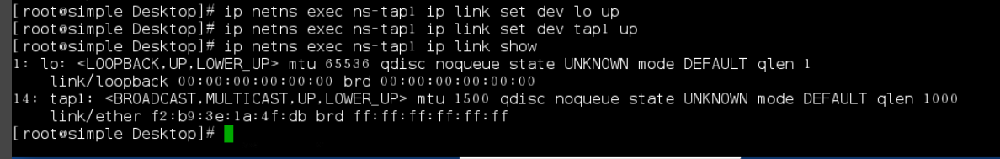 [root@simple Desktop]# ip netns exec ns-tap1 ip link set dev lo up
[root@simple Desktop]# ip netns exec ns-tap1 ip link set dev tap1 up
[root@simple Desktop]# ip netns exec ns-tap1 ip link show
1: lo: <LOOPBACK,UP,LOWER_UP> mtu 65536 qdisc noqueue state UNKNOWN mode DEFAULT qlen 1
link/loopback 00:00:00:00:00:00 brd 00:00:00:00:00:00
14: tap1: <BROADCAST,MULTICAST,UP,LOWER_UP> mtu 1500 qdisc noqueue state UNKNOWN mode DEFAULT qlen 1000
link/ether f2:b9:3e:1a:4f:db brd ff:ff:ff:ff:ff:ff
[root@simple Desktop]#